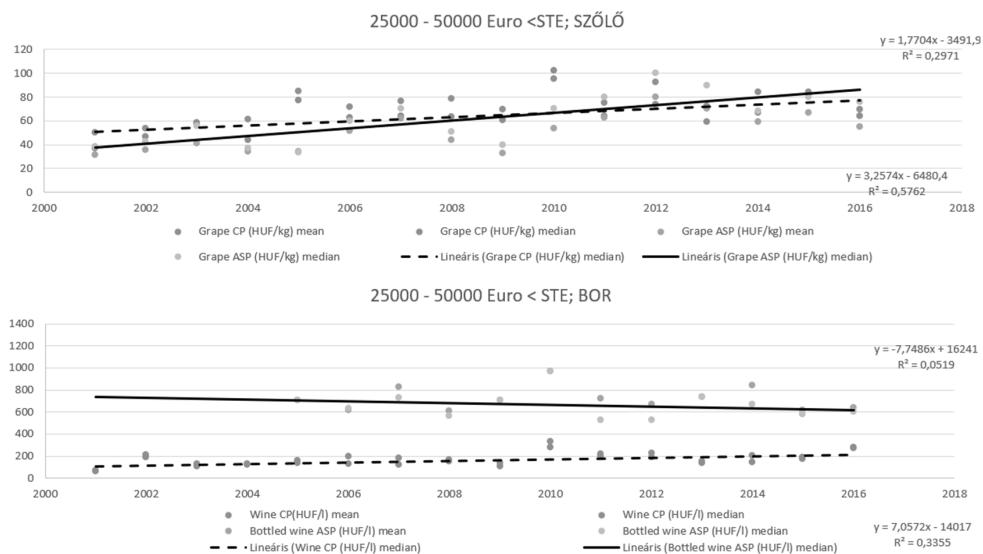 25000 - 50000 Euro <STE; SZŐLŐ
y = 1,7704x - 3491,9
R² = 0,2971
120
100
80
60
40
20
0
y = 3,2574x - 6480,4
R² = 0,5762
2000 2002 2004 2006 2008 2010 2012 2014 2016 2018
Grape CP (HUF/kg) mean Grape CP (HUF/kg) median Grape ASP (HUF/kg) mean
Grape ASP (HUF/kg) median Lineáris (Grape CP (HUF/kg) median) Lineáris (Grape ASP (HUF/kg) median)
25000 - 50000 Euro < STE; BOR
1400
1200
1000
800
600
400
200
0
y = -7,7486x + 16241
R² = 0,0519
2000 2002 2004 2006 2008 2010 2012 2014 2016 2018
Wine CP(HUF/l) mean Wine CP (HUF/l) median
Bottled wine ASP (HUF/l) mean Bottled wine ASP (HUF/l) median
Lineáris (Wine CP (HUF/l) median) Lineáris (Bottled wine ASP (HUF/l) median)
y = 7,0572x - 14017
R² = 0,3355